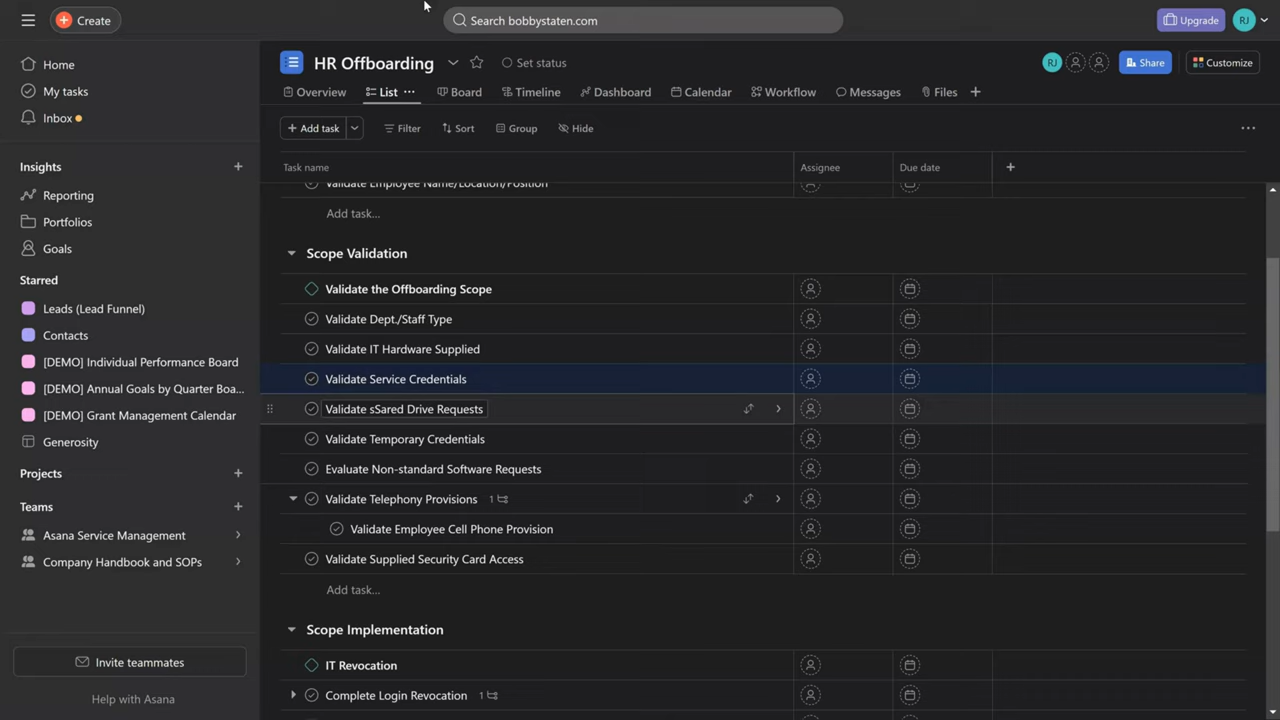 Create
Search bobbystaten.com
Upgrade
RJ
Home
My tasks
Inbox
Insights
Reporting
Portfolios
Goals
Starred
Leads (Lead Funnel)
Contacts
[DEMO] Individual Performance Board
[DEMO] Annual Goals by Quarter Boa...
[DEMO] Grant Management Calendar
Generosity
Projects
Teams
Asana Service Management
Company Handbook and SOPs
Invite teammates
Help with Asana
HR Offboarding
Set status
RJ
Share
Customize
Overview
List
Board
Timeline
Dashboard
Calendar
Workflow
Messages
Files
Add task
Filter
Sort
Group
Hide
Task name
Assignee
Due date
Validate Employee Name/Location/Position
Add task...
Scope Validation
Validate the Offboarding Scope
Validate Dept./Staff Type
Validate IT Hardware Supplied
Validate Service Credentials
Validate sSared Drive Requests
Validate Temporary Credentials
Evaluate Non-standard Software Requests
Validate Telephony Provisions 1
Validate Employee Cell Phone Provision
Validate Supplied Security Card Access
Add task...
Scope Implementation
IT Revocation
Complete Login Revocation 1